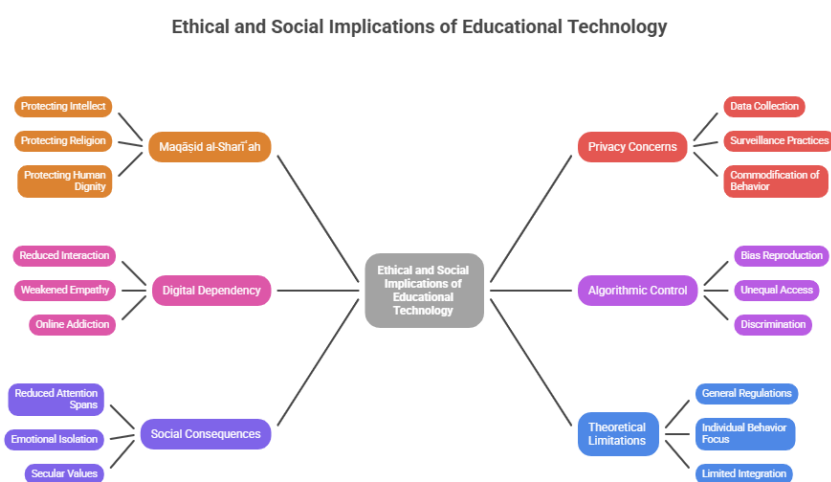 Ethical and Social Implications of Educational Technology
Protecting Intellect
Protecting Religion
Protecting Human
Dignity
Maqāṣid al-Sharīʿah
Reduced Interaction
Weakened Empathy
Online Addiction
Digital Dependency
Reduced Attention
Spans
Emotional Isolation
Secular Values
Social Consequences
Ethical and Social
Implications of
Educational
Technology
Privacy Concerns
Data Collection
Surveillance Practices
Commodification of
Behavior
Algorithmic Control
Bias Reproduction
Unequal Access
Discrimination
Theoretical
Limitations
General Regulations
Individual Behavior
Focus
Limited Integration